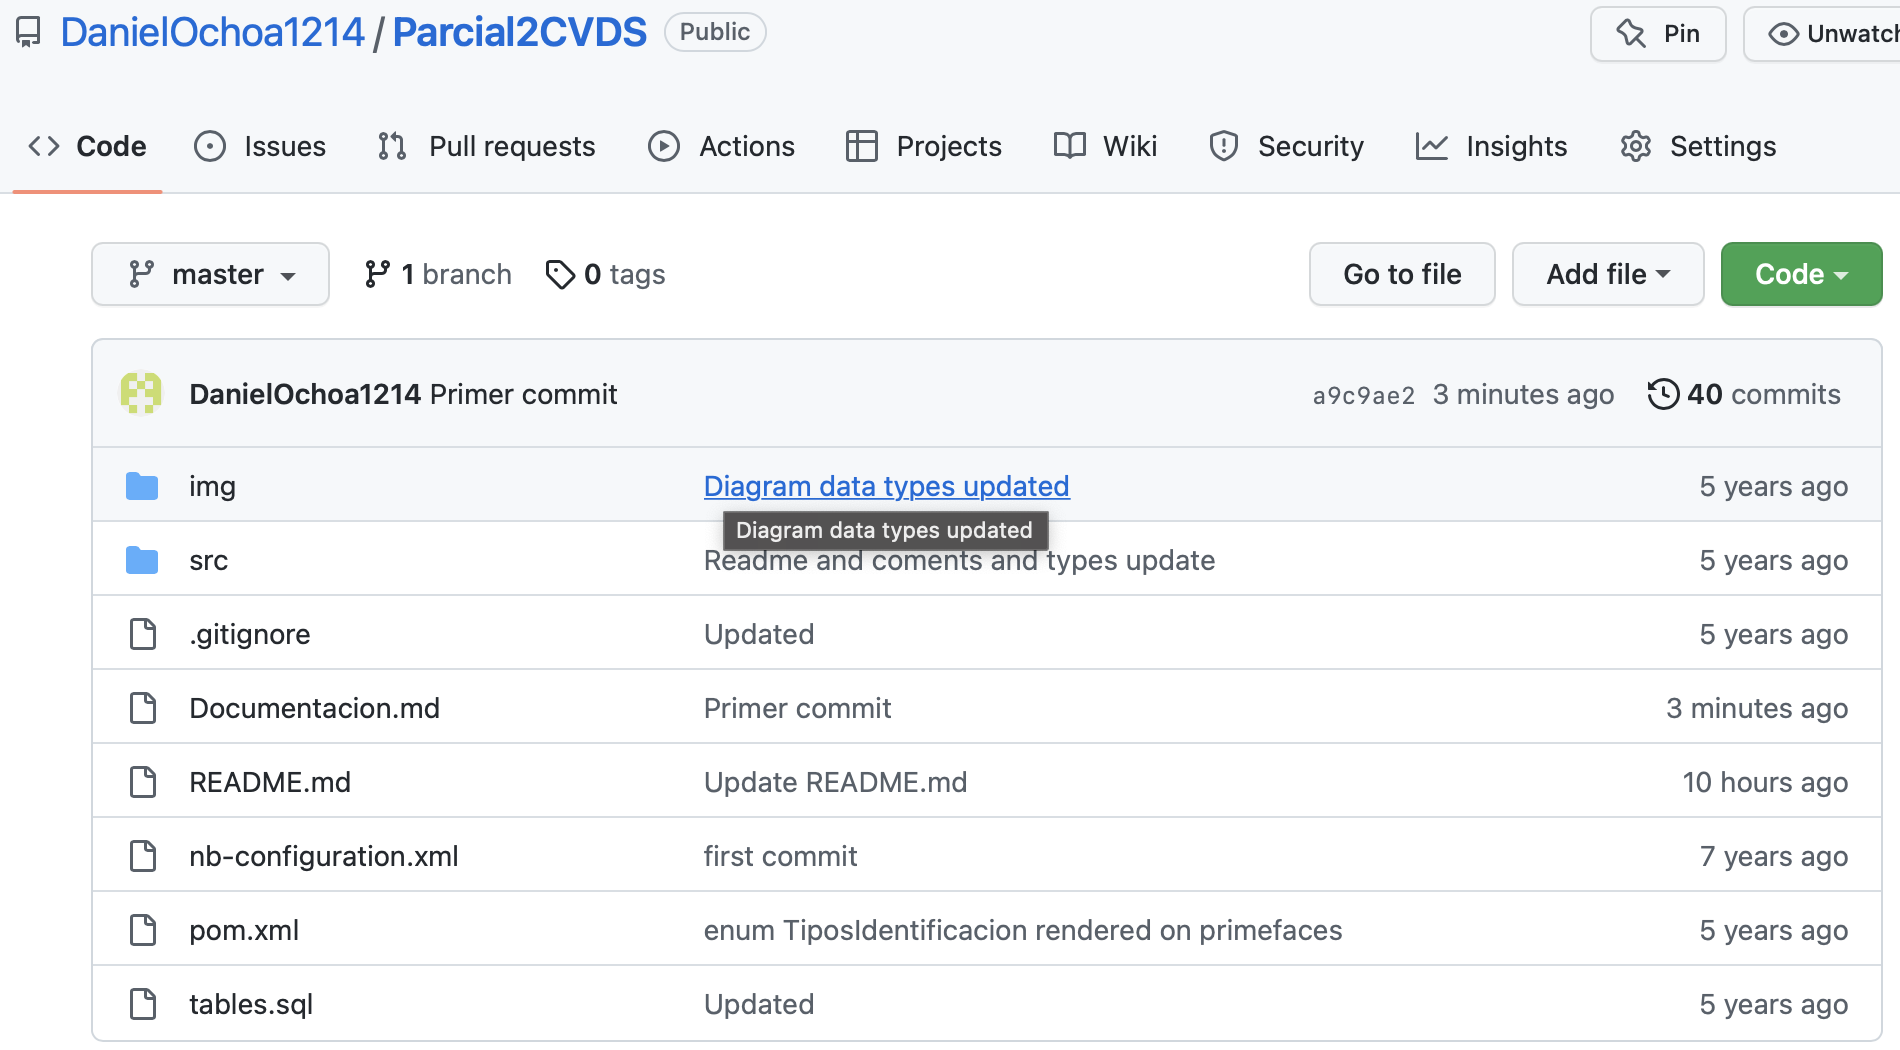 DanielOchoa1214 / Parcial2CVDS Public Pin Unwatch
Code Issues Pull requests Actions Projects Wiki Security Insights Settings
master 1 branch 0 tags Go to file Add file Code
DanielOchoa1214 Primer commit a9c9ae2 3 minutes ago 40 commits
img Diagram data types updated 5 years ago
Diagram data types updated
src Readme and coments and types update 5 years ago
.gitignore Updated 5 years ago
Documentacion.md Primer commit 3 minutes ago
README.md Update README.md 10 hours ago
nb-configuration.xml first commit 7 years ago
pom.xml enum TiposIdentificacion rendered on primefaces 5 years ago
tables.sql Updated 5 years ago